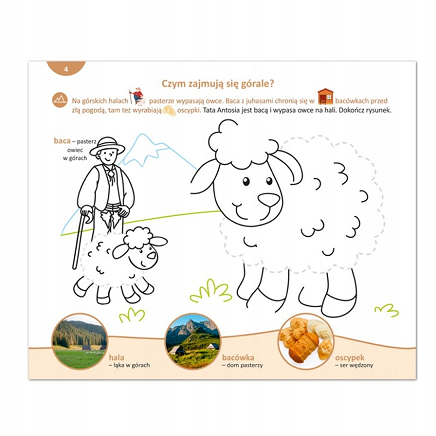 4
Czym zajmują się górale?
Na górskich halach pasterze wypasają owce. Baca z juhasami chronią się w bacówkach przed
złą pogodą, tam też wyrabiają oscypki. Tata Antosia jest bacą i wypasa owce na hali. Dokończ rysunek.
baca – pasterz
owiec
w górach
hala
– łąka w górach
bacówka
– dom pasterzy
oscypek
– ser wędzony